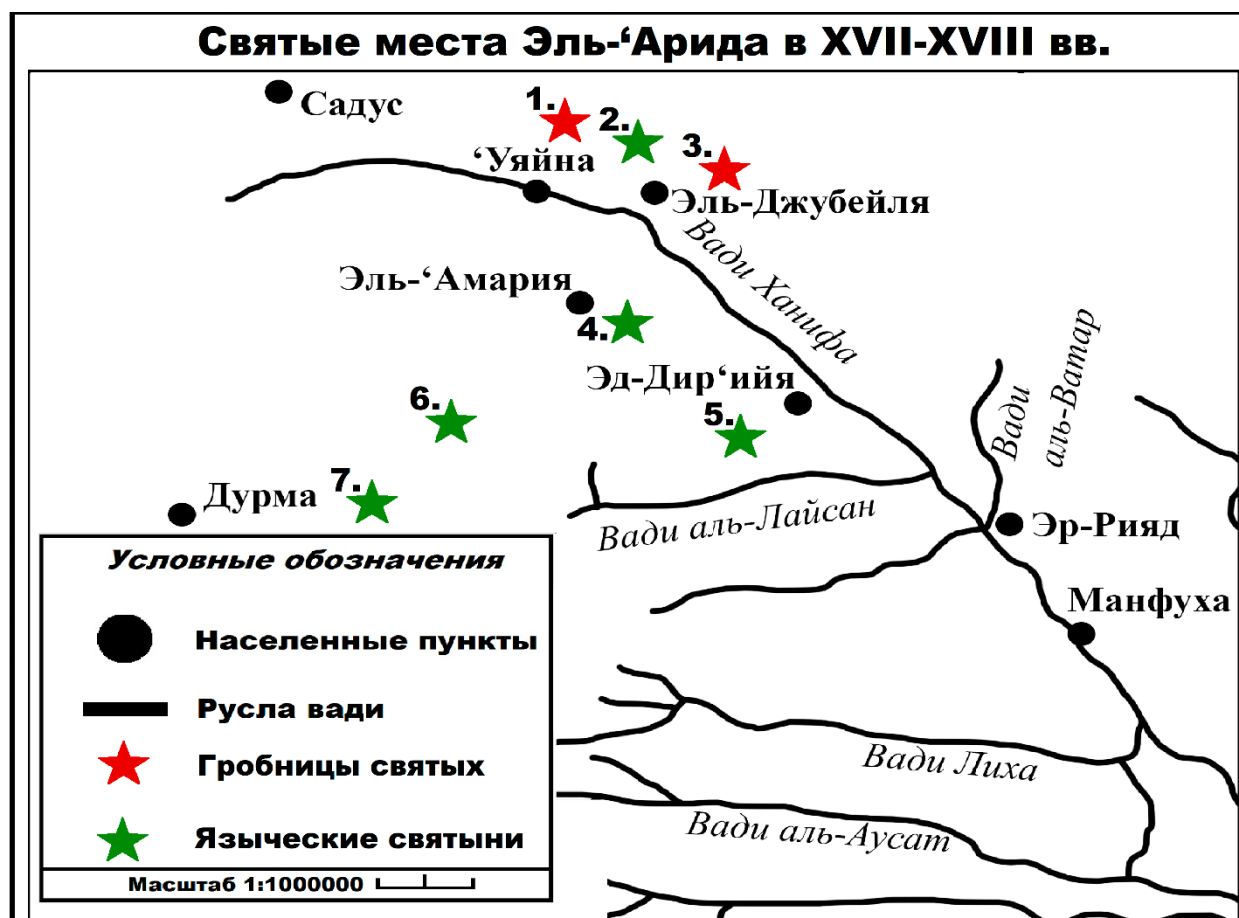 Святые места Эль-‘Арида в XVII-XVIII вв.
Садус
1.
2.
3.
‘Уяйна
Эль-Джубейля
Вади Ханифа
Эль-‘Амария
4.
Эд-Дир‘ийя
5.
6.
7.
Дурма
Вади
аль-Ватар
Вади аль-Лайсан
Эр-Рияд
Манфуха
Вади Лиха
Вади аль-Аусат
Условные обозначения
Населенные пункты
Русла вади
Гробницы святых
Языческие святыни
Масштаб 1:1000000